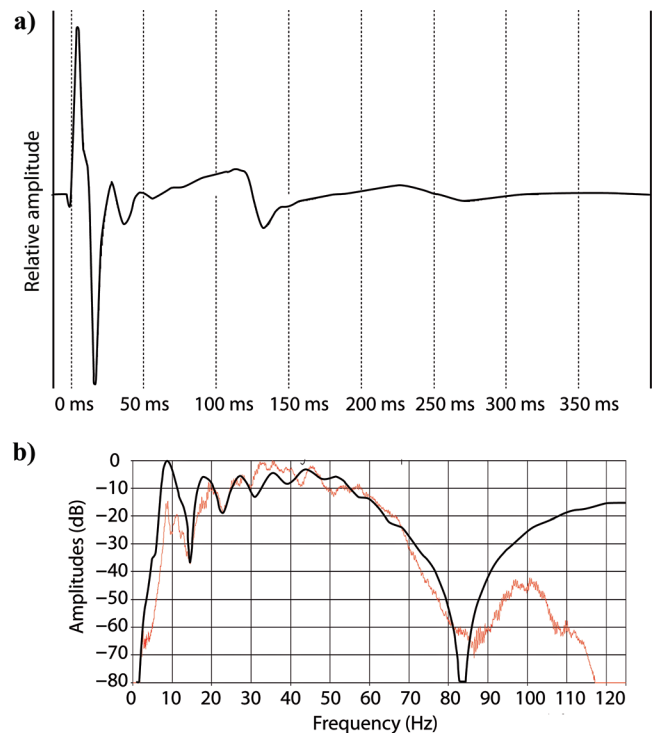 a)
Relative amplitude
0 ms 50 ms 100 ms 150 ms 200 ms 250 ms 300 ms 350 ms
b)
Amplitudes (dB)
0
−10
−20
−30
−40
−50
−60
−70
−80
0 10 20 30 40 50 60 70 80 90 100 110 120
Frequency (Hz)